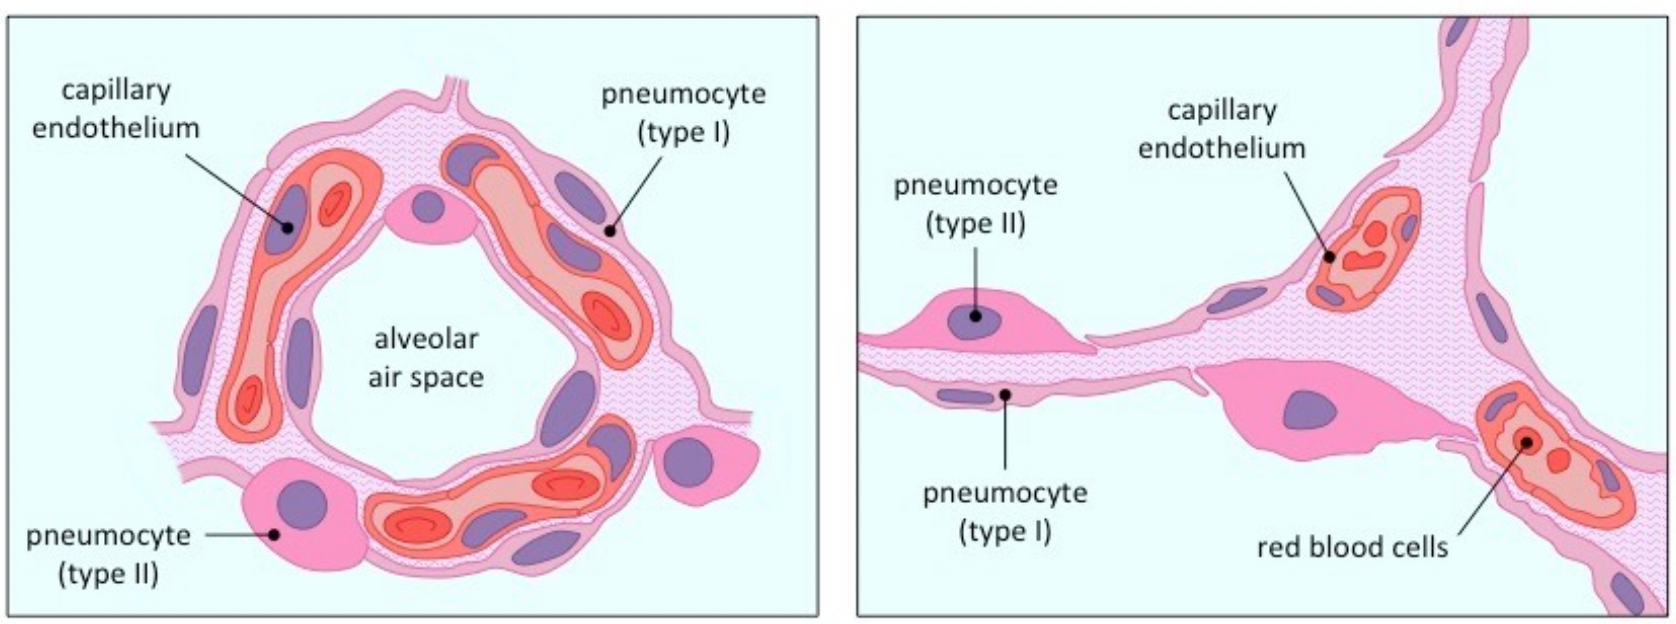 capillary
endothelium
pneumocyte
(type I)
alveolar
air space
pneumocyte
(type II)
capillary
endothelium
pneumocyte
(type II)
pneumocyte
(type I)
red blood cells